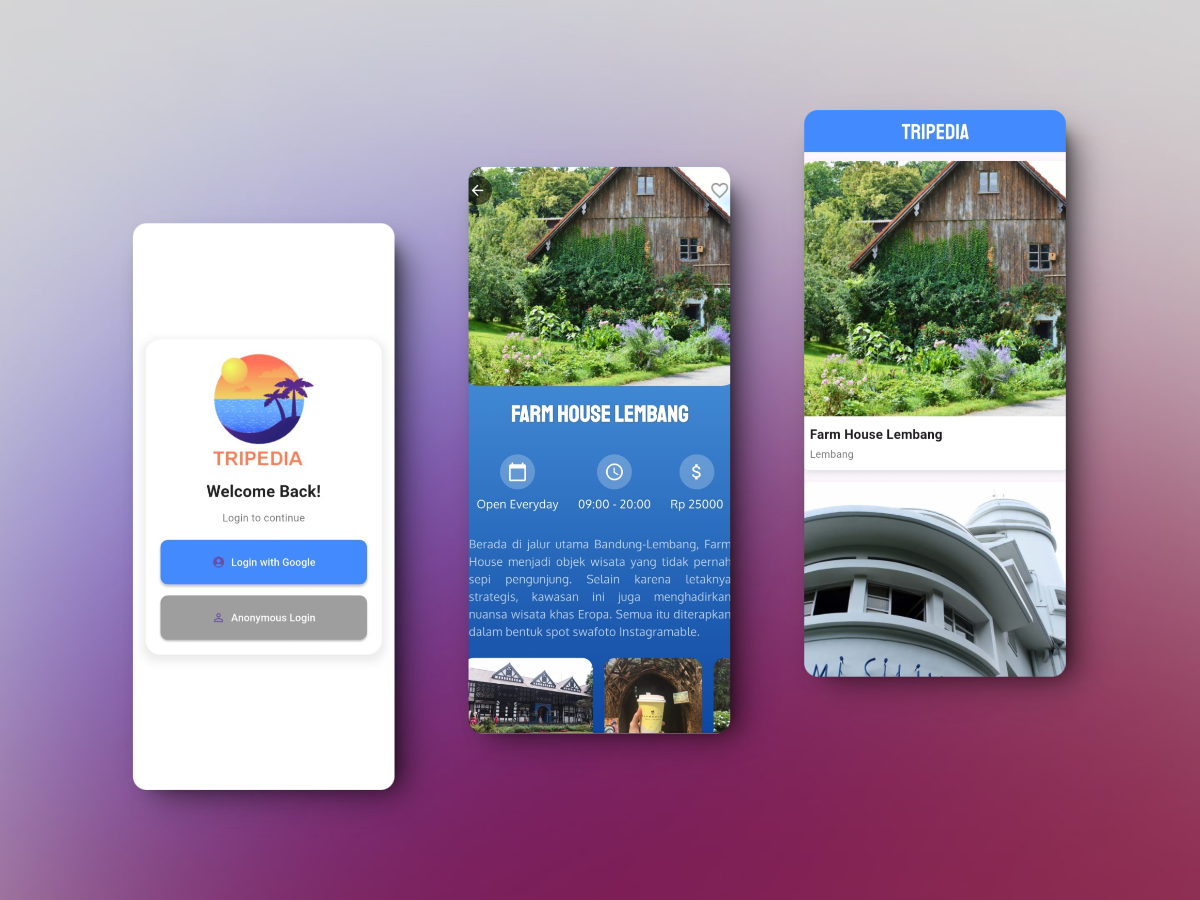 TRIPEDIA
Welcome Back!
Login to continue
Login with Google
Anonymous Login
FARM HOUSE LEMBANG
Open Everyday
09:00 - 20:00
Rp 25000
Berada di jalur utama Bandung-Lembang, Farm
House menjadi objek wisata yang tidak pernah
sepi pengunjung. Selain karena letaknya
strategis, kawasan ini juga menghadirkan
nuansa wisata khas Eropa. Semua itu diterapkan
dalam bentuk spot swafoto Instagramable.
TRIPEDIA
Farm House Lembang
Lembang